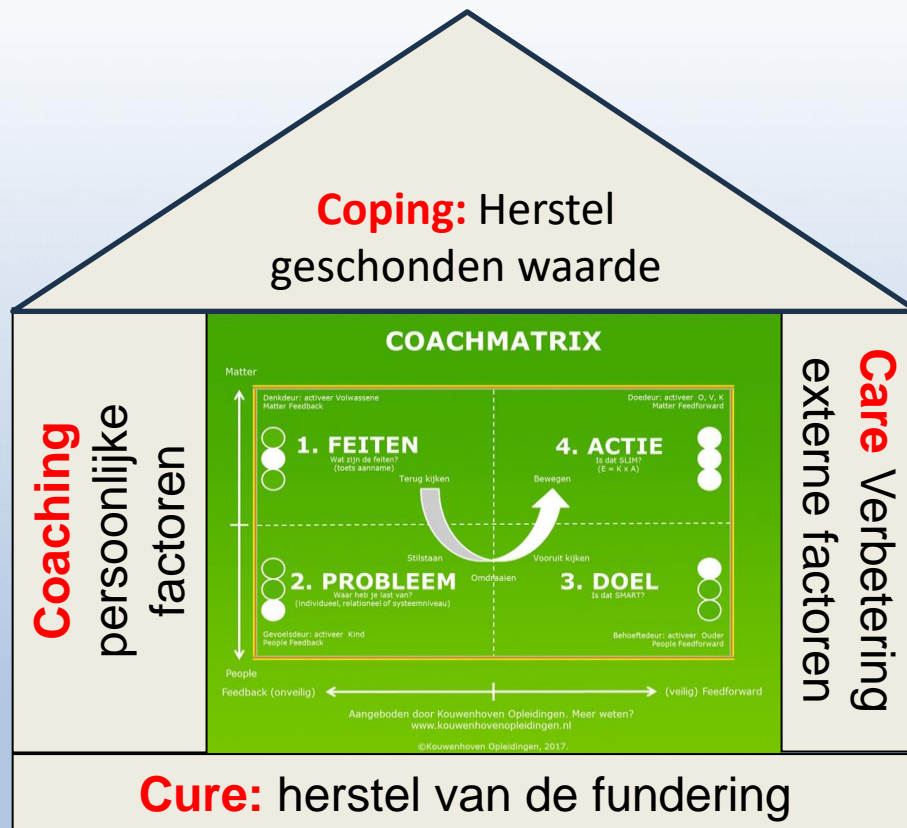 Coping: Herstel
geschonden waarde
Coaching
persoonlijke
factoren
COACHMATRIX
Matter
Denkdeur: activeer Volwassene
Matter Feedback
1. FEITEN
Wat zijn de feiten?
(toets aanname)
Terug kijken
Doedeur: activeer O, V, K
Matter Feedforward
4. ACTIE
Is dat SLIM?
(E = K x A)
Bewegen
Stilstaan
Omdraaien
Vooruit kijken
2. PROBLEEM
Waar heb je last van?
(individueel, relationeel of systeemniveau)
Gevoelsdeur: activeer Kind
People Feedback
3. DOEL
Is dat SMART?
Behoeftedeur: activeer Ouder
People Feedforward
People
Feedback (onveilig)
(veilig) Feedforward
Aangeboden door Kouwenhoven Opleidingen. Meer weten?
www.kouwenhovenopleidingen.nl
©Kouwenhoven Opleidingen, 2017.
Care Verbetering
externe factoren
Cure: herstel van de fundering